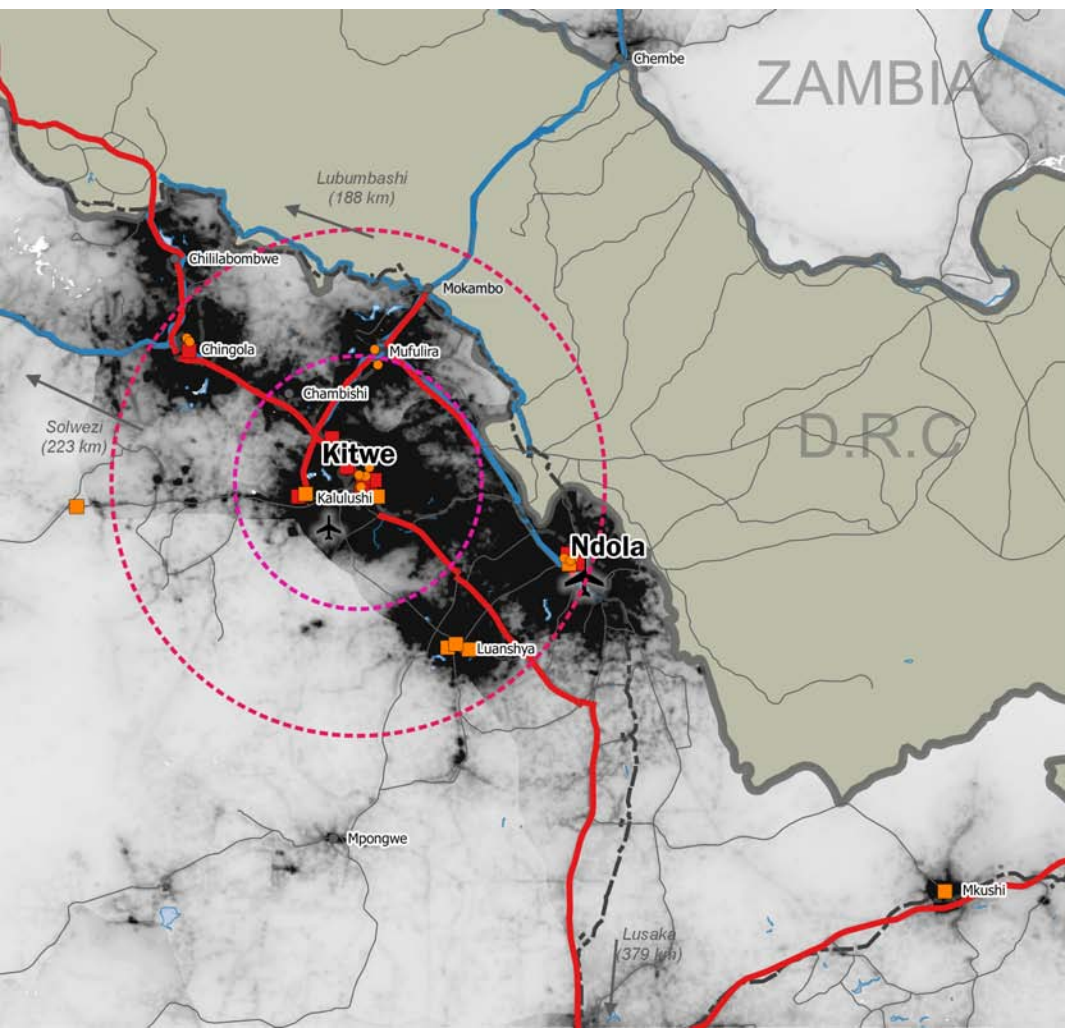 Chembe
ZAMBIA
Lubumbashi
(188 km)
Chililabombwe
Mokambo
Chingola
Mufulira
Chambishi
Solwezi
(223 km)
D.R.C
Kitwe
Kalulushi
Ndola
Luanshya
Mpongwe
Mkushi
Lusaka
(379 km)